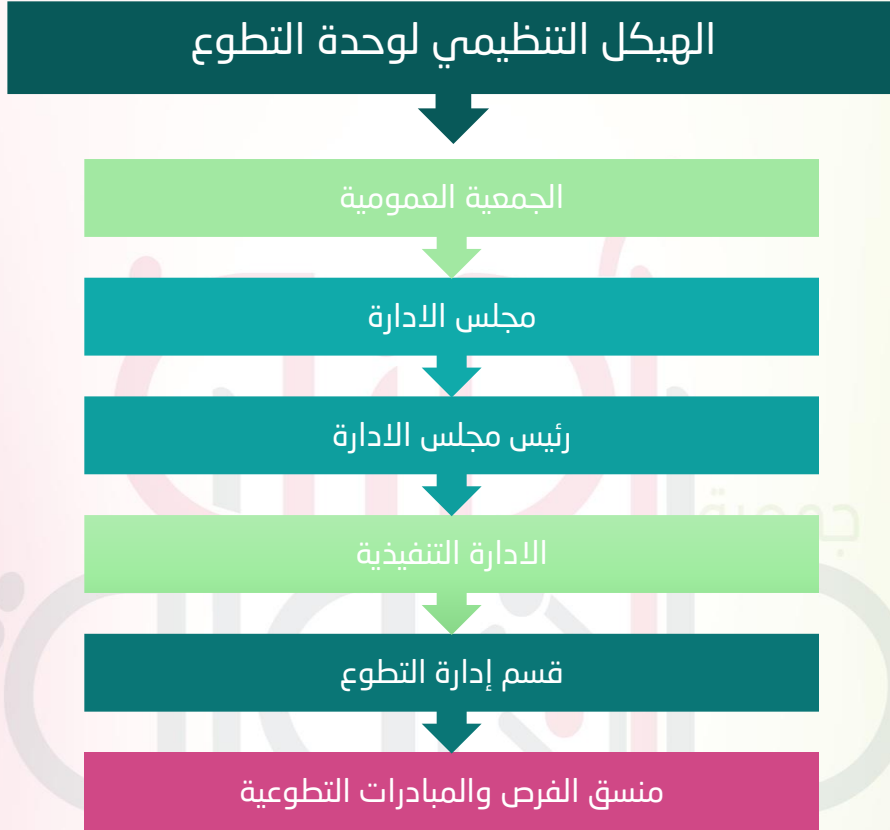 الهيكل التنظيمي لوحدة التطوع
الجمعية العمومية
مجلس الادارة
رئيس مجلس الادارة
جمعية
الادارة التنفيذية
قسم إدارة التطوع
منسق الفرص والمبادرات التطوعية